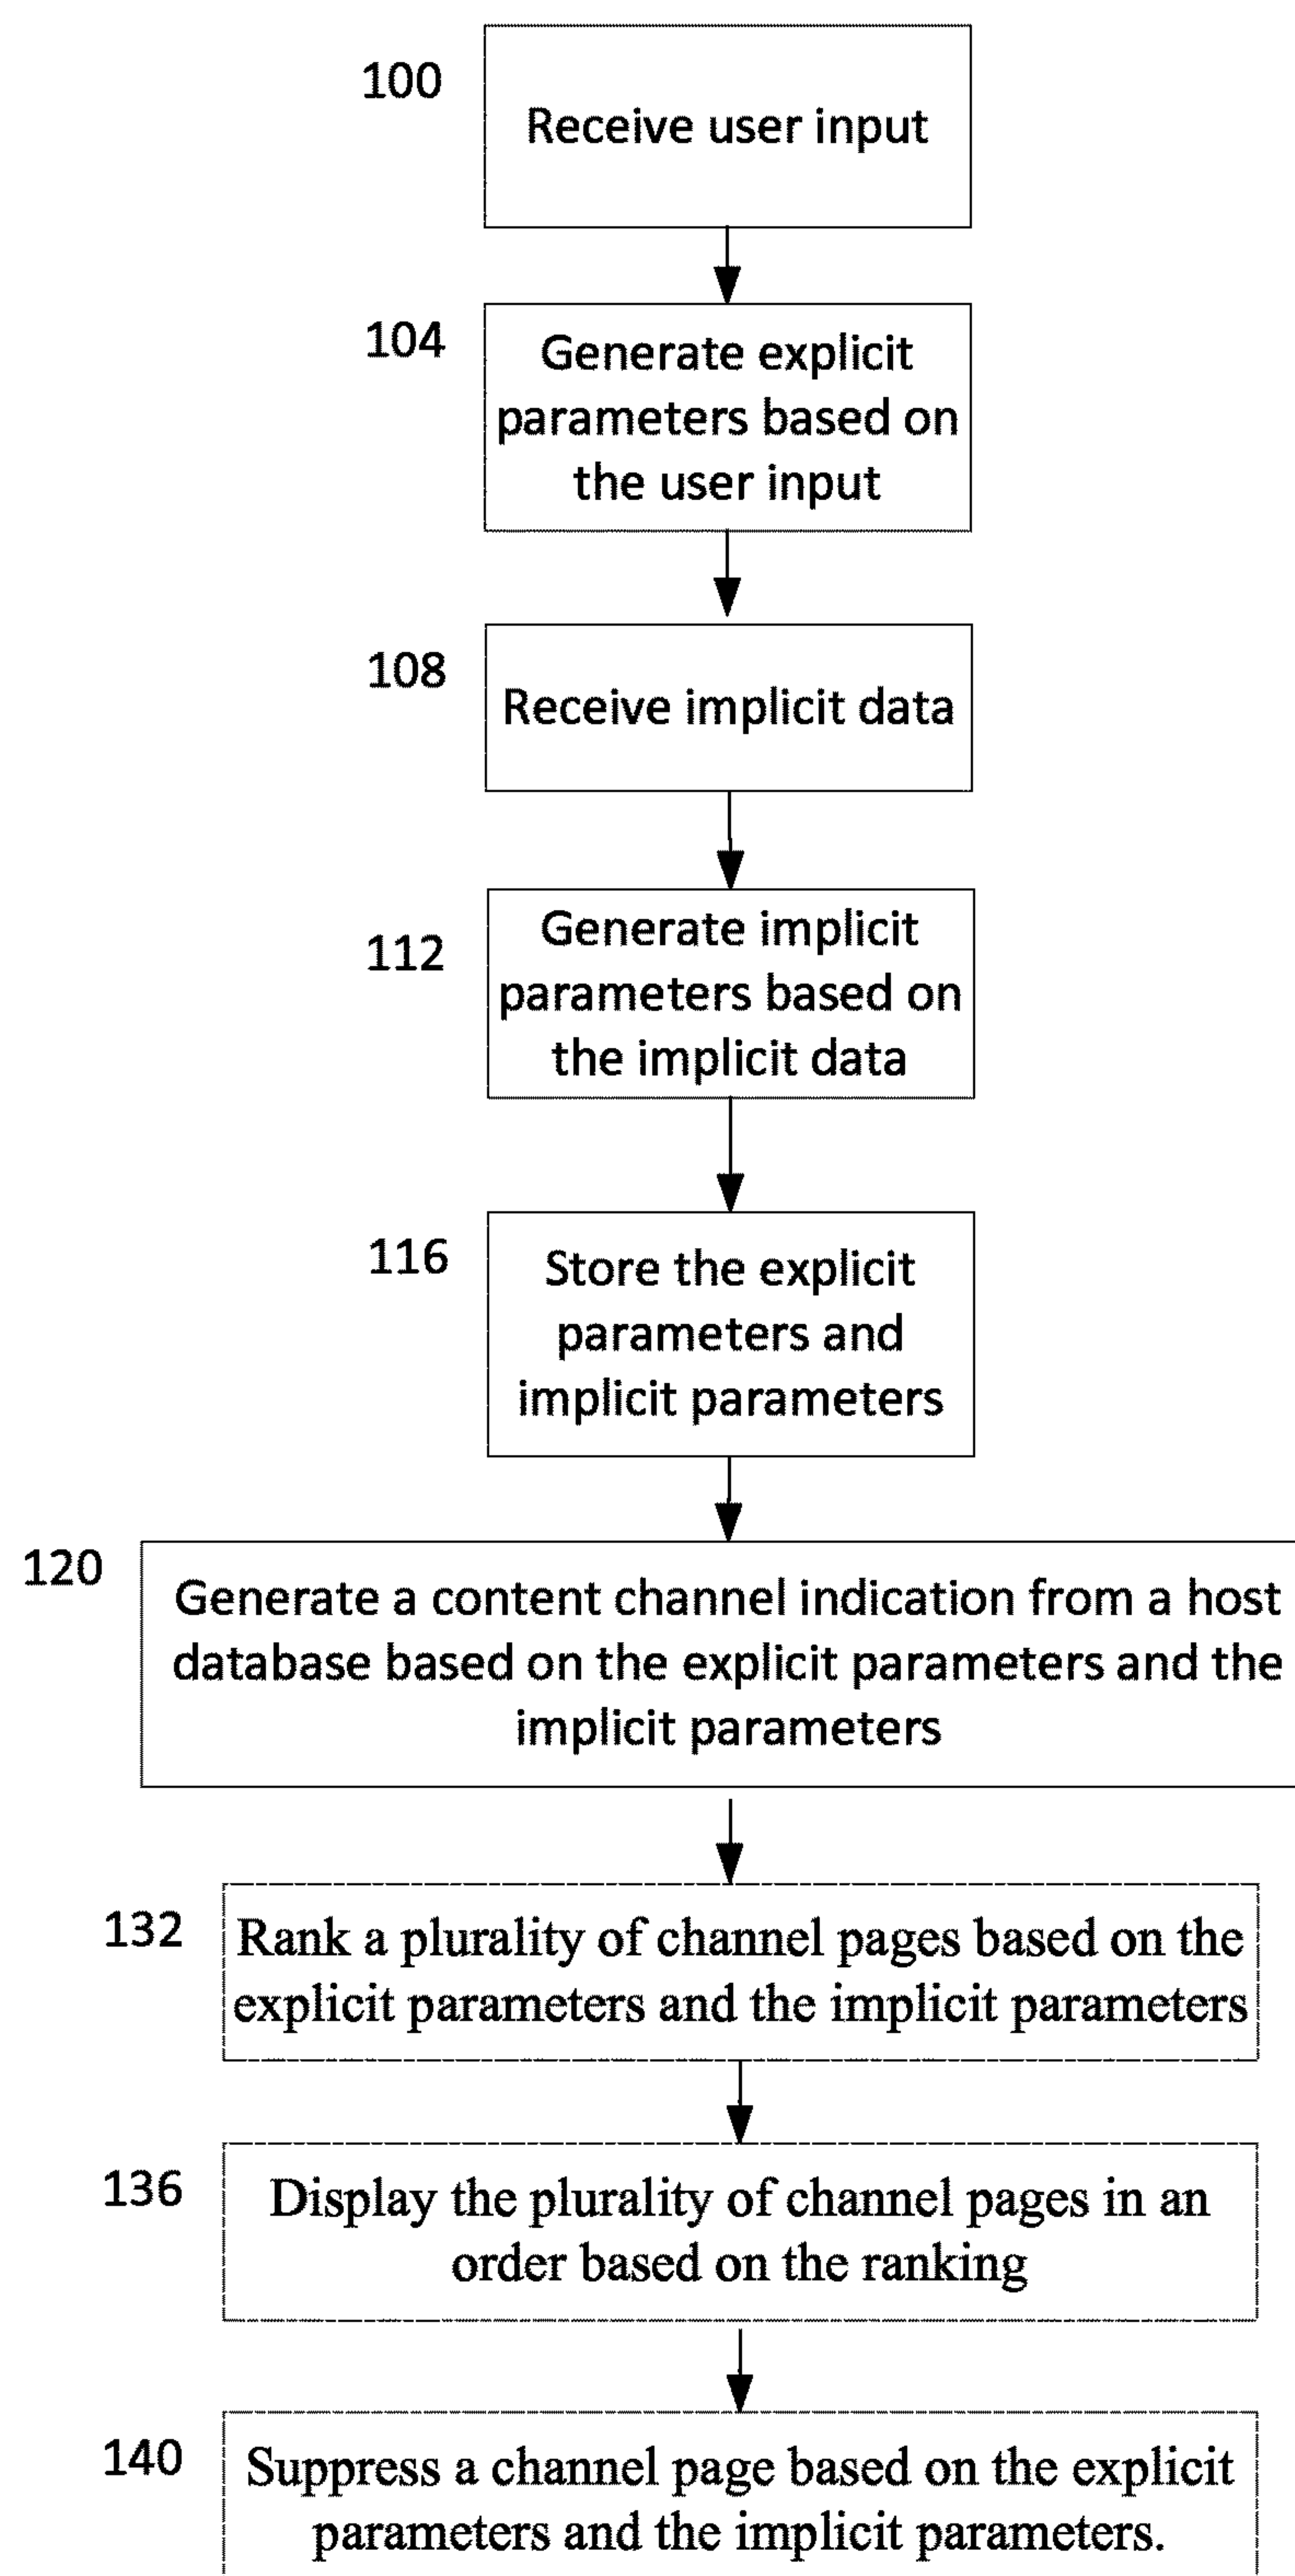 100
Receive user input
104
Generate explicit
parameters based on
the user input
108
Receive implicit data
112
Generate implicit
parameters based on
the implicit data
116
Store the explicit
parameters and
implicit parameters
120
Generate a content channel indication from a host
database based on the explicit parameters and the
implicit parameters
132
Rank a plurality of channel pages based on the
explicit parameters and the implicit parameters
136
Display the plurality of channel pages in an
order based on the ranking
140
Suppress a channel page based on the explicit
parameters and the implicit parameters.